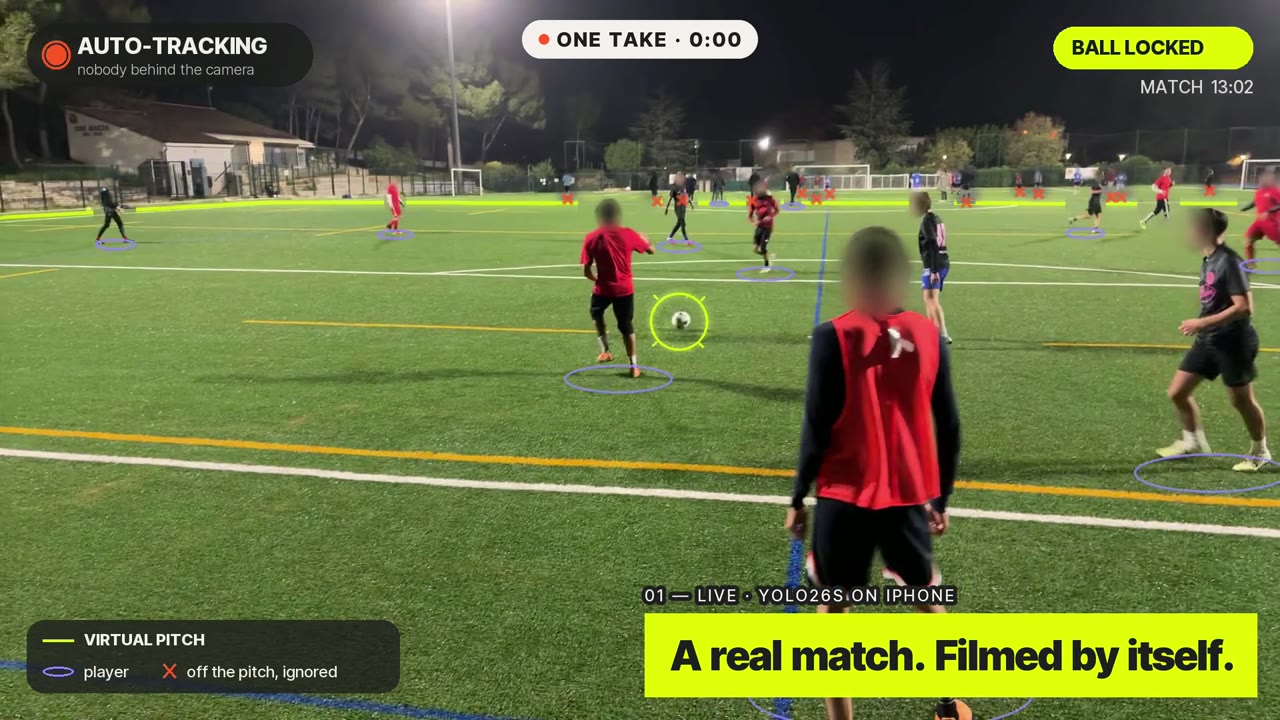 AUTO-TRACKING
nobody behind the camera
ONE TAKE · 0:00
BALL LOCKED
MATCH 13:02
01 — LIVE · YOLO26S ON IPHONE
A real match. Filmed by itself.
VIRTUAL PITCH
player
off the pitch, ignored